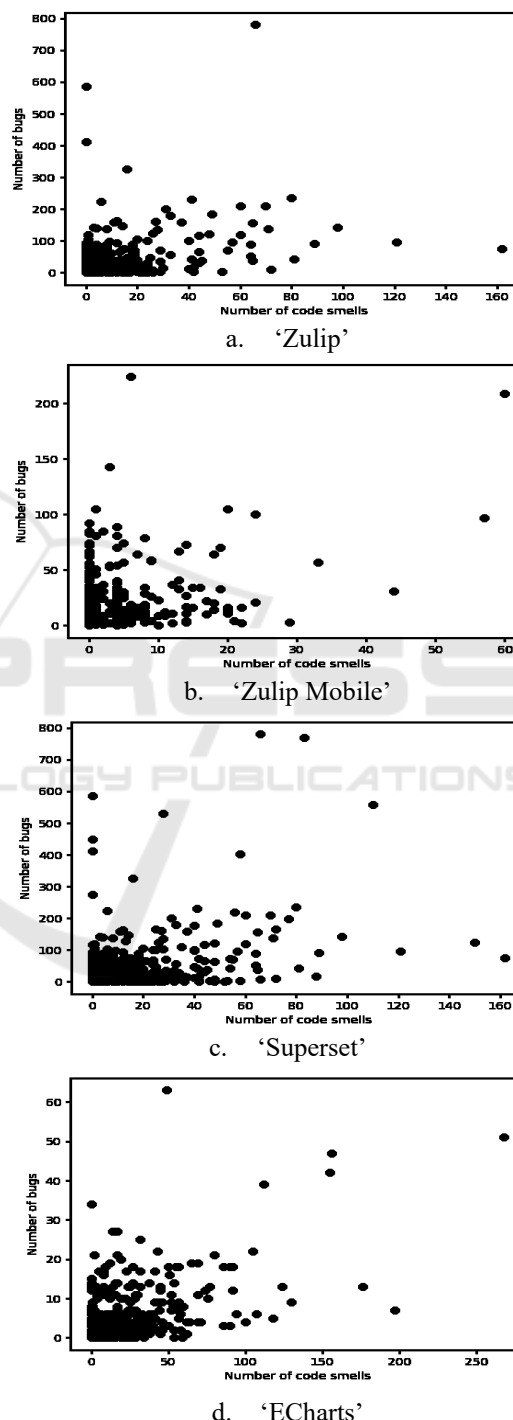 800
700
600
500
400
300
200
100
0
Number of bugs
0 20 40 60 80 100 120 140 160
Number of code smells
a. ‘Zulip’
200
150
100
50
0
Number of bugs
0 10 20 30 40 50 60
Number of code smells
b. ‘Zulip Mobile’
PRESS
LOGY PUBLICATIONS
800
700
600
500
400
300
200
100
0
Number of bugs
0 20 40 60 80 100 120 140 160
Number of code smells
c. ‘Superset’
60
50
40
30
20
10
0
Number of bugs
0 50 100 150 200 250
Number of code smells
d. ‘ECharts’